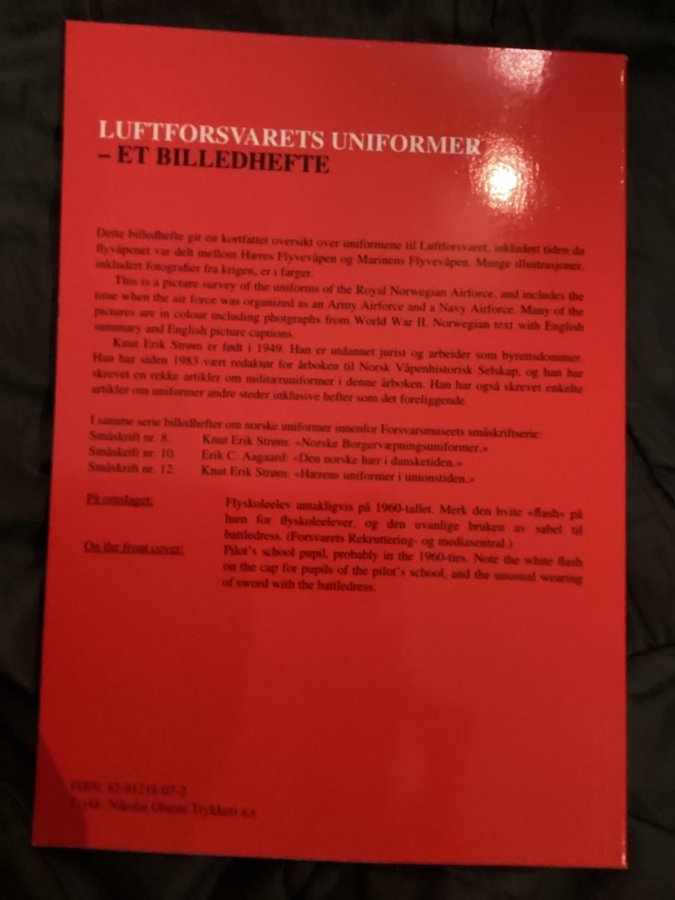 LUFTFORSVARETS UNIFORMER
– ET BILLEDHEFTE
Dette billedhefte gir en kortfattet oversikt over uniformene til Luftforsvaret, inkludert tiden da
flyvåpenet var delt mellom Hæres Flyvevåpen og Marinens Flyvevåpen. Mange illustrasjoner,
inkludert fotografier fra krigen, er i farger.
This is a picture survey of the uniforms of the Royal Norwegian Airforce, and includes the
time when the air force was organized as an Army Airforce and a Navy Airforce. Many of the
pictures are in colour including photgraphs from World War II. Norwegian text with English
summary and English picture captions.
Knut Erik Strøm er født i 1949. Han er utdannet jurist og arbeider som byrettsdommer.
Han har siden 1983 vært redaktør for årboken til Norsk Våpenhistorisk Selskap, og han har
skrevet en rekke artikler om militæruniformer i denne årboken. Han har også skrevet enkelte
artikler om uniformer andre steder inklusive hefter som det foreliggende.
I samme serie billedhefter om norske uniformer innenfor Forsvarsmuseets småskriftserie:
Småskrift nr. 8. Knut Erik Strøm: «Norske Borgervæpningsuniformer.»
Småskrift nr. 10. Erik C. Aagaard: «Den norske hær i dansketiden.»
Småskrift nr. 12. Knut Erik Strøm: «Hærens uniformer i unionstiden.»
På omslaget: Flyskoleelev antakligvis på 1960-tallet. Merk den hvite «flash» på
luen for flyskoleelever, og den uvanlige bruken av sabel til
battledress. (Forsvarets Rekruttering- og mediasentral.)
On the front cover: Pilot's school pupil, probably in the 1960-ties. Note the white flash
on the cap for pupils of the pilot's school, and the unusual wearing
of sword with the battledress.
ISBN: 82-91218-07-2
Trykk: Nikolai Olsens Trykkeri a.s